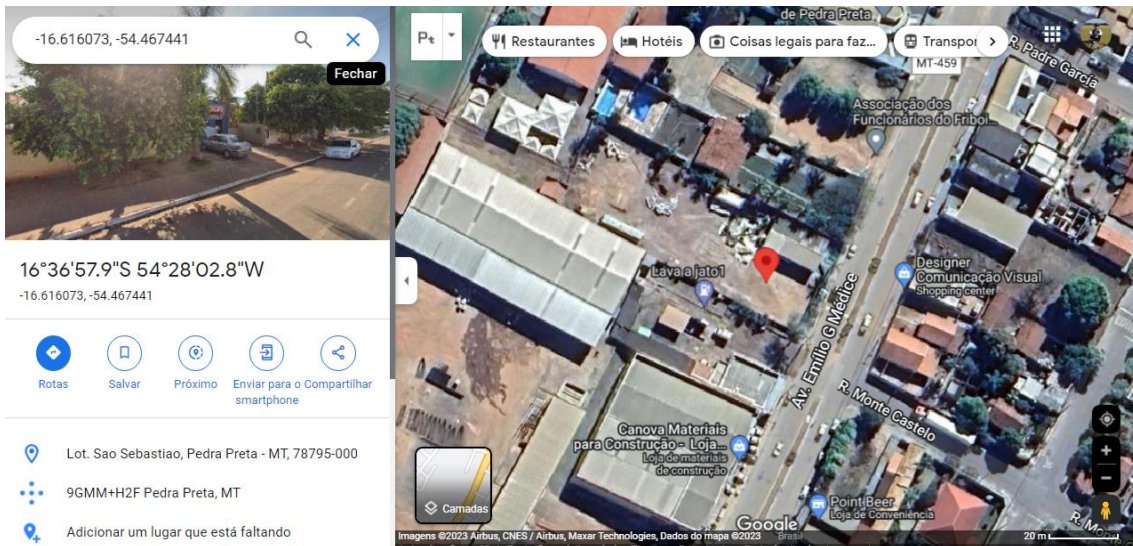 -16.616073, -54.467441
Fechar
16°36'57.9"S 54°28'02.8"W
-16.616073, -54.467441
Rotas
Salvar
Próximo
Enviar para o
smartphone
Compartilhar
Lot. Sao Sebastiao, Pedra Preta - MT, 78795-000
9GMM+H2F Pedra Preta, MT
Adicionar um lugar que está faltando
de Pedra Preta
Restaurantes
Hotéis
Coisas legais para faz...
Transpor
MT-459
R. Padre Garcia
Associação dos
Funcionários do Friboi...
Lava a jato1
Designer
Comunicação Visual
Shopping center
Av. Emílio G Médice
R. Monte Castelo
Canova Materiais
para Construção - Loja...
Loja de materiais
de construção
Camadas
Point Beer
Loja de Conveniência
Google
Brasil
R. Monte
Imagens ©2023 Airbus, CNES / Airbus, Maxar Technologies, Dados do mapa ©2023
20 m